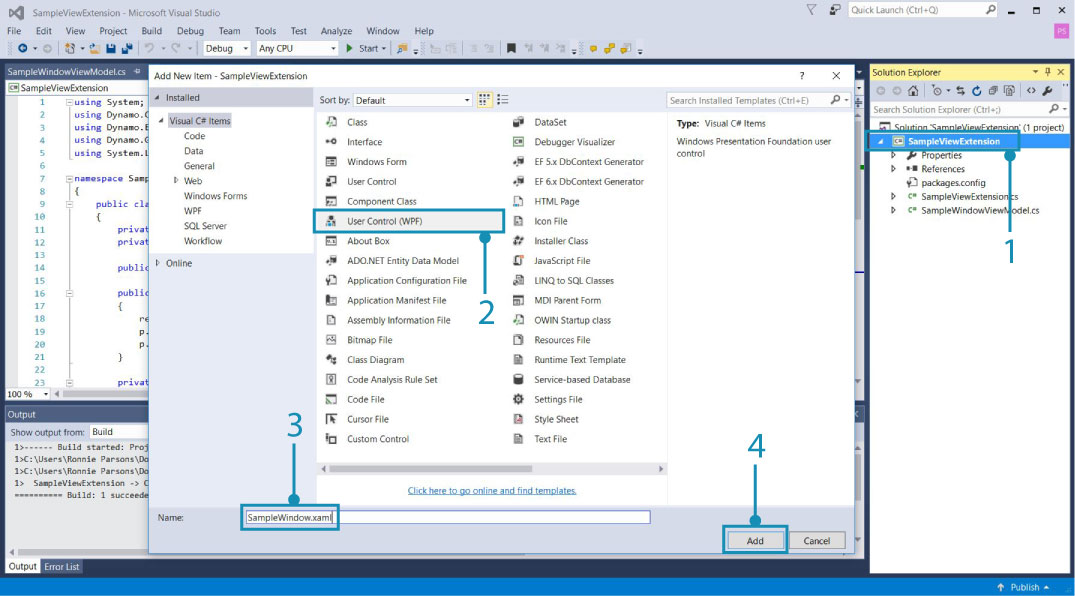 SampleViewExtension - Microsoft Visual Studio
Quick Launch (Ctrl+Q)
File Edit View Project Build Debug Team Tools Test Analyze Window Help
PS
Debug Any CPU Start
SampleWindowViewModel.cs
SampleViewExtension
1 using System;
2 using Dynamo.C
3 using Dynamo.E
4 using Dynamo.G
5 using System.L
6
7 namespace Samp
8 {
9 public cla
10 {
11 privat
12 privat
13
14 public
15
16 public
17 {
18 re
19 p.
20 p.
21 }
22
23 privat
100 %
Output
Show output from: Build
1>------ Build started: Proj
1>C:\Users\Ronnie Parsons\Do
1>C:\Users\Ronnie Parsons\Do
1> SampleViewExtension -> C
========== Build: 1 succeede
Output Error List
Add New Item - SampleViewExtension
? 
Installed
Visual C# Items
Code
Data
General
Web
Windows Forms
WPF
SQL Server
Workflow
Online
Sort by: Default
Search Installed Templates (Ctrl+E)
Class
Interface
Windows Form
User Control
Component Class
User Control (WPF)
About Box
ADO.NET Entity Data Model
Application Configuration File
Application Manifest File
Assembly Information File
Bitmap File
Class Diagram
Code Analysis Rule Set
Code File
Cursor File
Custom Control
DataSet
Debugger Visualizer
EF 5.x DbContext Generator
EF 6.x DbContext Generator
HTML Page
Icon File
Installer Class
JavaScript File
LINQ to SQL Classes
MDI Parent Form
OWIN Startup class
Resources File
Runtime Text Template
Service-based Database
Settings File
Style Sheet
Text File
Type: Visual C# Items
Windows Presentation Foundation user
control
Click here to go online and find templates.
Name: SampleWindow.xaml
Add Cancel
Solution Explorer
Search Solution Explorer (Ctrl+;)
Solution 'SampleViewExtension' (1 project)
SampleViewExtension
Properties
References
packages.config
SampleViewExtension.cs
SampleWindowViewModel.cs
1
2
3
4
Publish